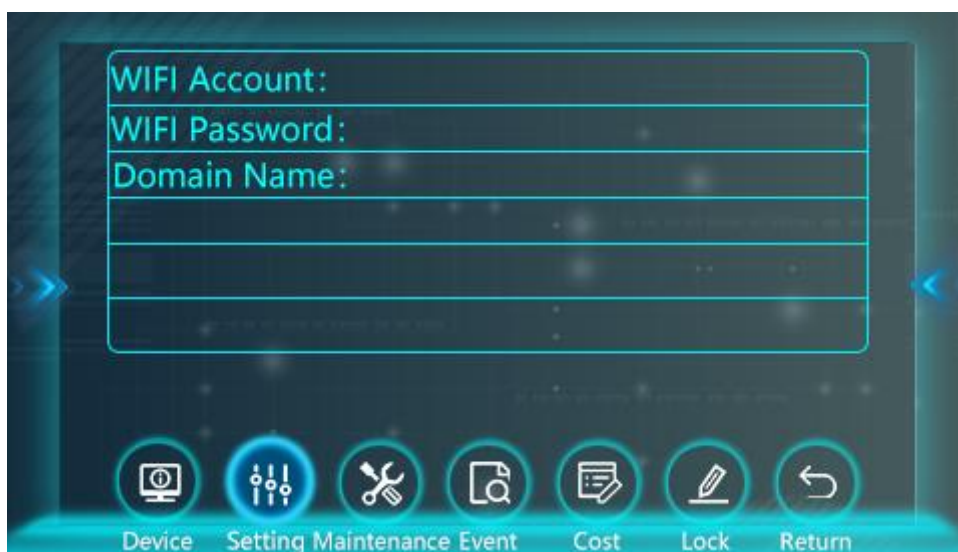 WIFI Account:
WIFI Password:
Domain Name:
Device Setting Maintenance Event Cost Lock Return